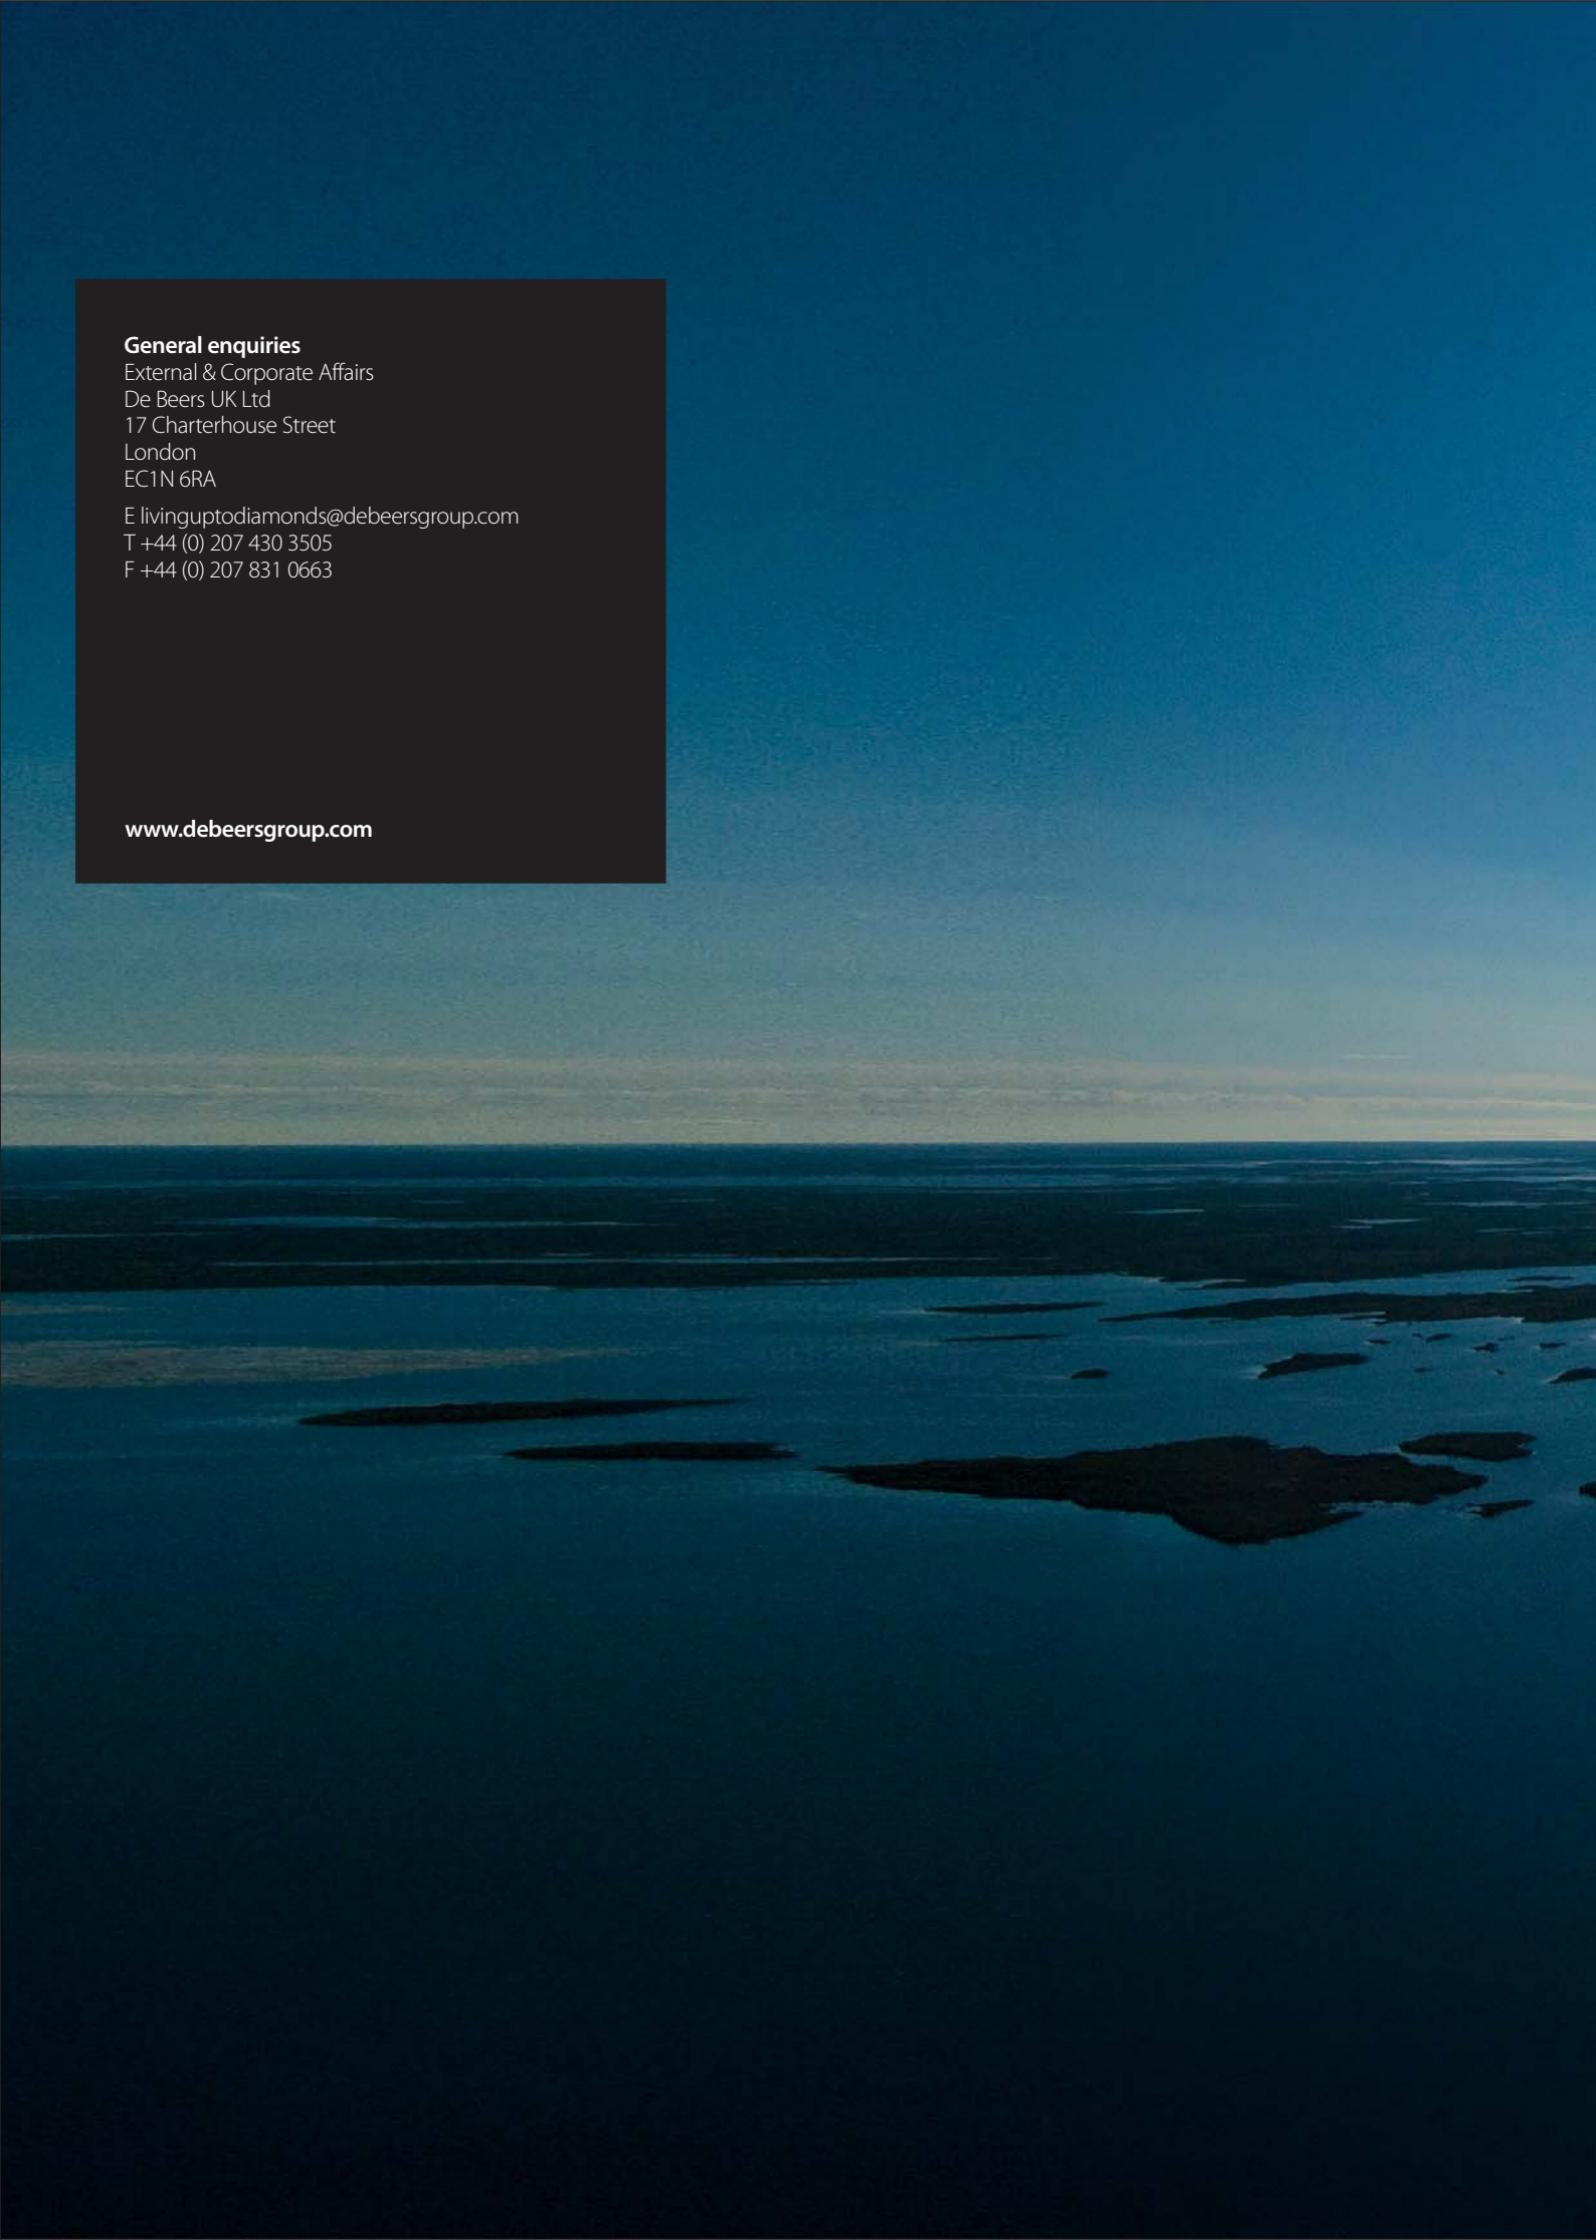 General enquiries
External & Corporate Affairs
De Beers UK Ltd
17 Charterhouse Street
London
EC1N 6RA
E livinguptodiamonds@debeersgroup.com
T +44 (0) 207 430 3505
F +44 (0) 207 831 0663
www.debeersgroup.com